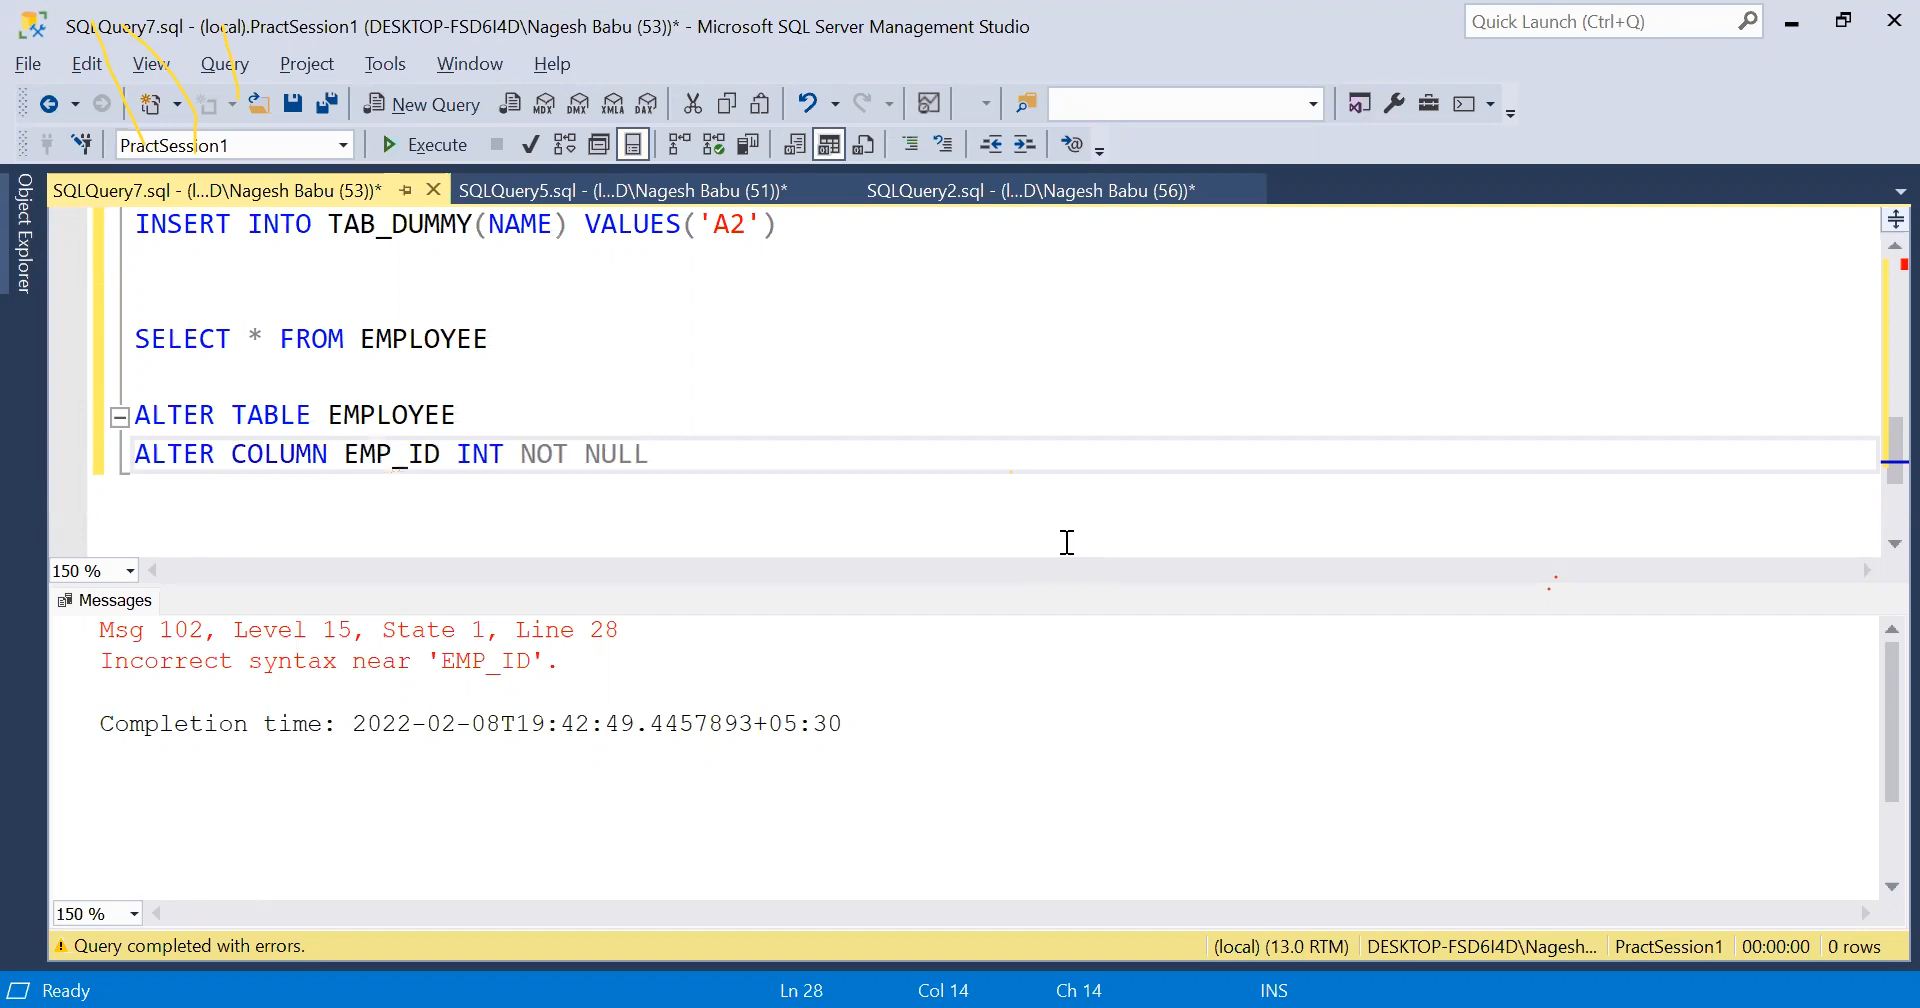 SQLQuery7.sql - (local).PractSession1 (DESKTOP-FSD6I4D\Nagesh Babu (53))* - Microsoft SQL Server Management Studio
Quick Launch (Ctrl+Q)
File Edit View Query Project Tools Window Help
New Query MDX DMX XMLA DAX
PractSession1 Execute
Object Explorer
SQLQuery7.sql - (l...D\Nagesh Babu (53))* SQLQuery5.sql - (l...D\Nagesh Babu (51))* SQLQuery2.sql - (l...D\Nagesh Babu (56))*
INSERT INTO TAB_DUMMY(NAME) VALUES('A2')
SELECT * FROM EMPLOYEE
ALTER TABLE EMPLOYEE
ALTER COLUMN EMP_ID INT NOT NULL
150 %
Messages
Msg 102, Level 15, State 1, Line 28
Incorrect syntax near 'EMP_ID'.
Completion time: 2022-02-08T19:42:49.4457893+05:30
150 %
Query completed with errors. (local) (13.0 RTM) DESKTOP-FSD6I4D\Nagesh... PractSession1 00:00:00 0 rows
Ready Ln 28 Col 14 Ch 14 INS